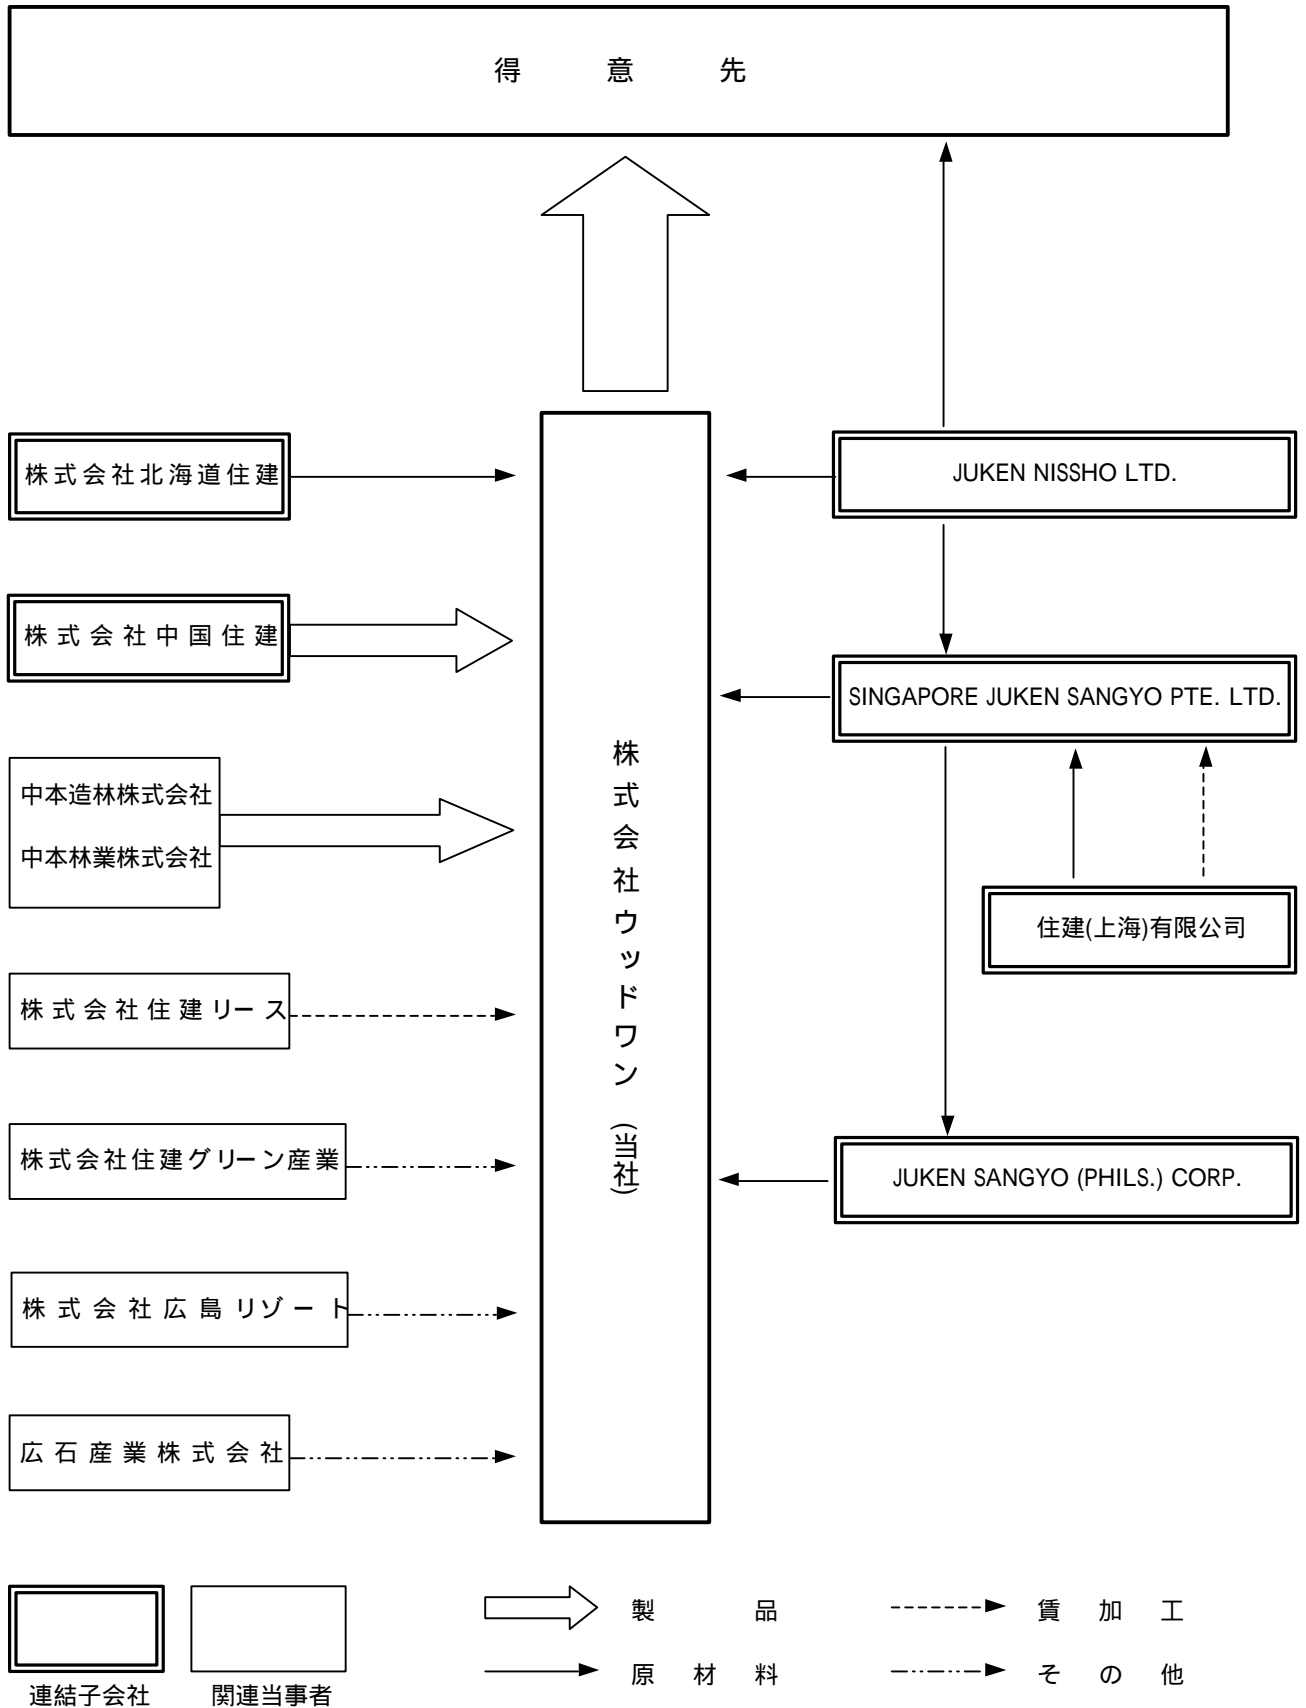 得意先
株式会社北海道住建
株式会社中国住建
中本造林株式会社
中本林業株式会社
株式会社住建リース
株式会社住建グリーン産業
株式会社広島リゾート
広石産業株式会社
株式会社ウッドワン（当社）
JUKEN NISSHO LTD.
SINGAPORE JUKEN SANGYO PTE. LTD.
住建(上海)有限公司
JUKEN SANGYO (PHILS.) CORP.
連結子会社
関連当事者
製品
原材料
賃加工
その他